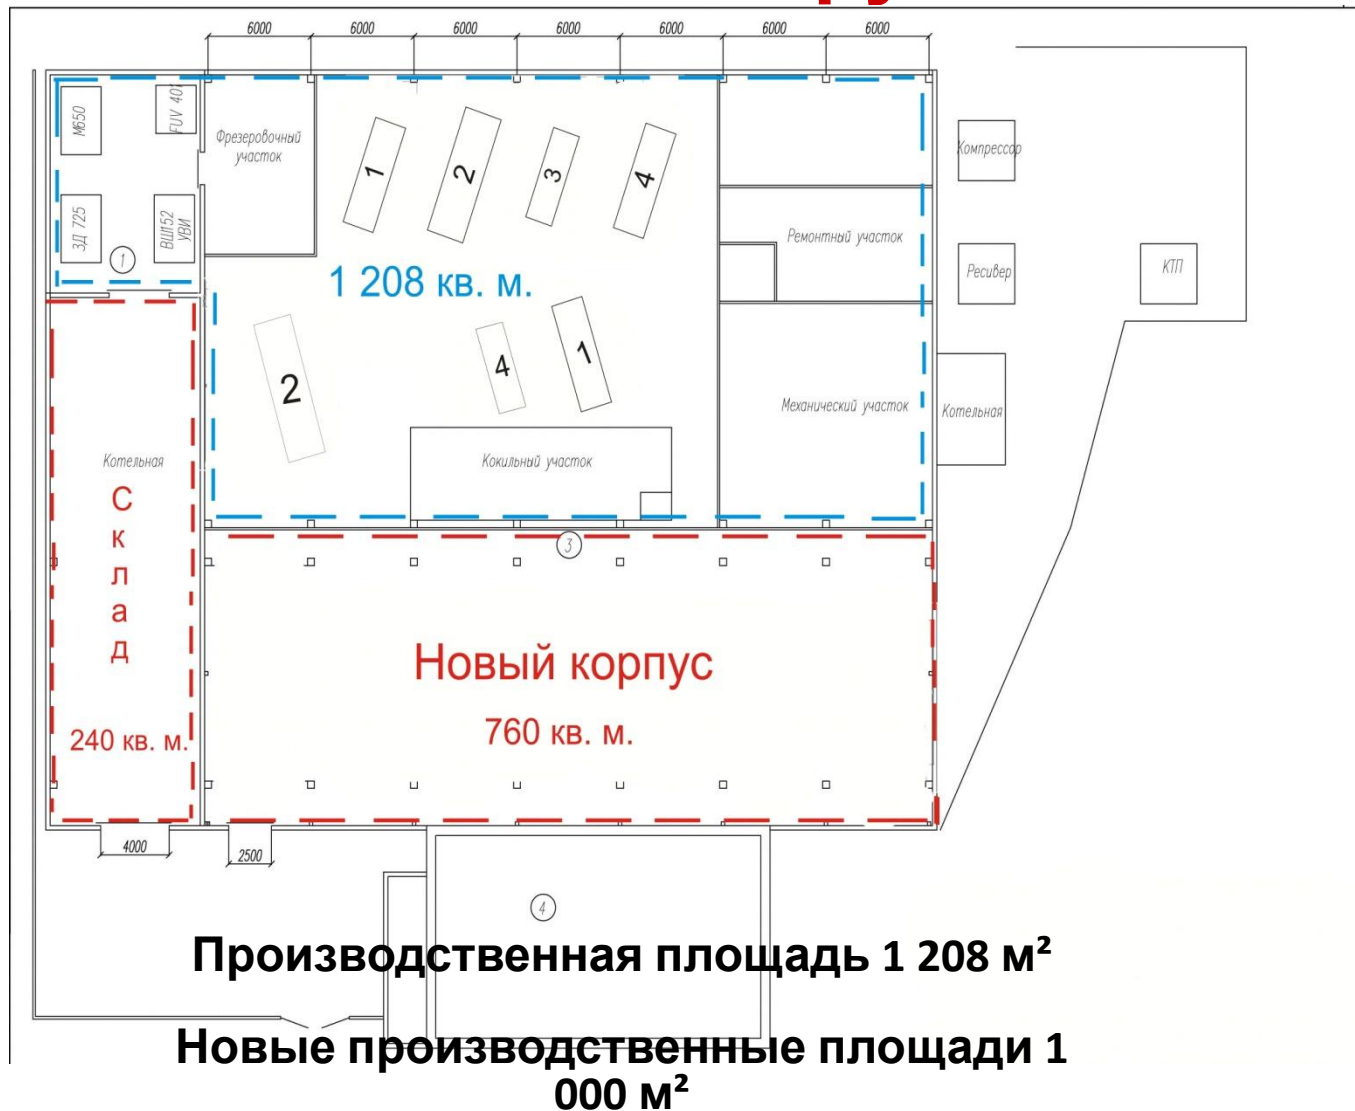 6000 6000 6000 6000 6000 6000 6000
М650
FUV 40
Фрезеровочный
участок
1
2
3
4
Компрессор
ЗД 725
ВШ152
УВИ
1
Ремонтный участок
Ресивер
КТП
1 208 кв. м.
2
4
1
Механический участок
Котельная
Котельная
Кокильный участок
Склад
240 кв. м.
3
Новый корпус
760 кв. м.
4000
2500
4
Производственная площадь 1 208 м²
Новые производственные площади 1
000 м²